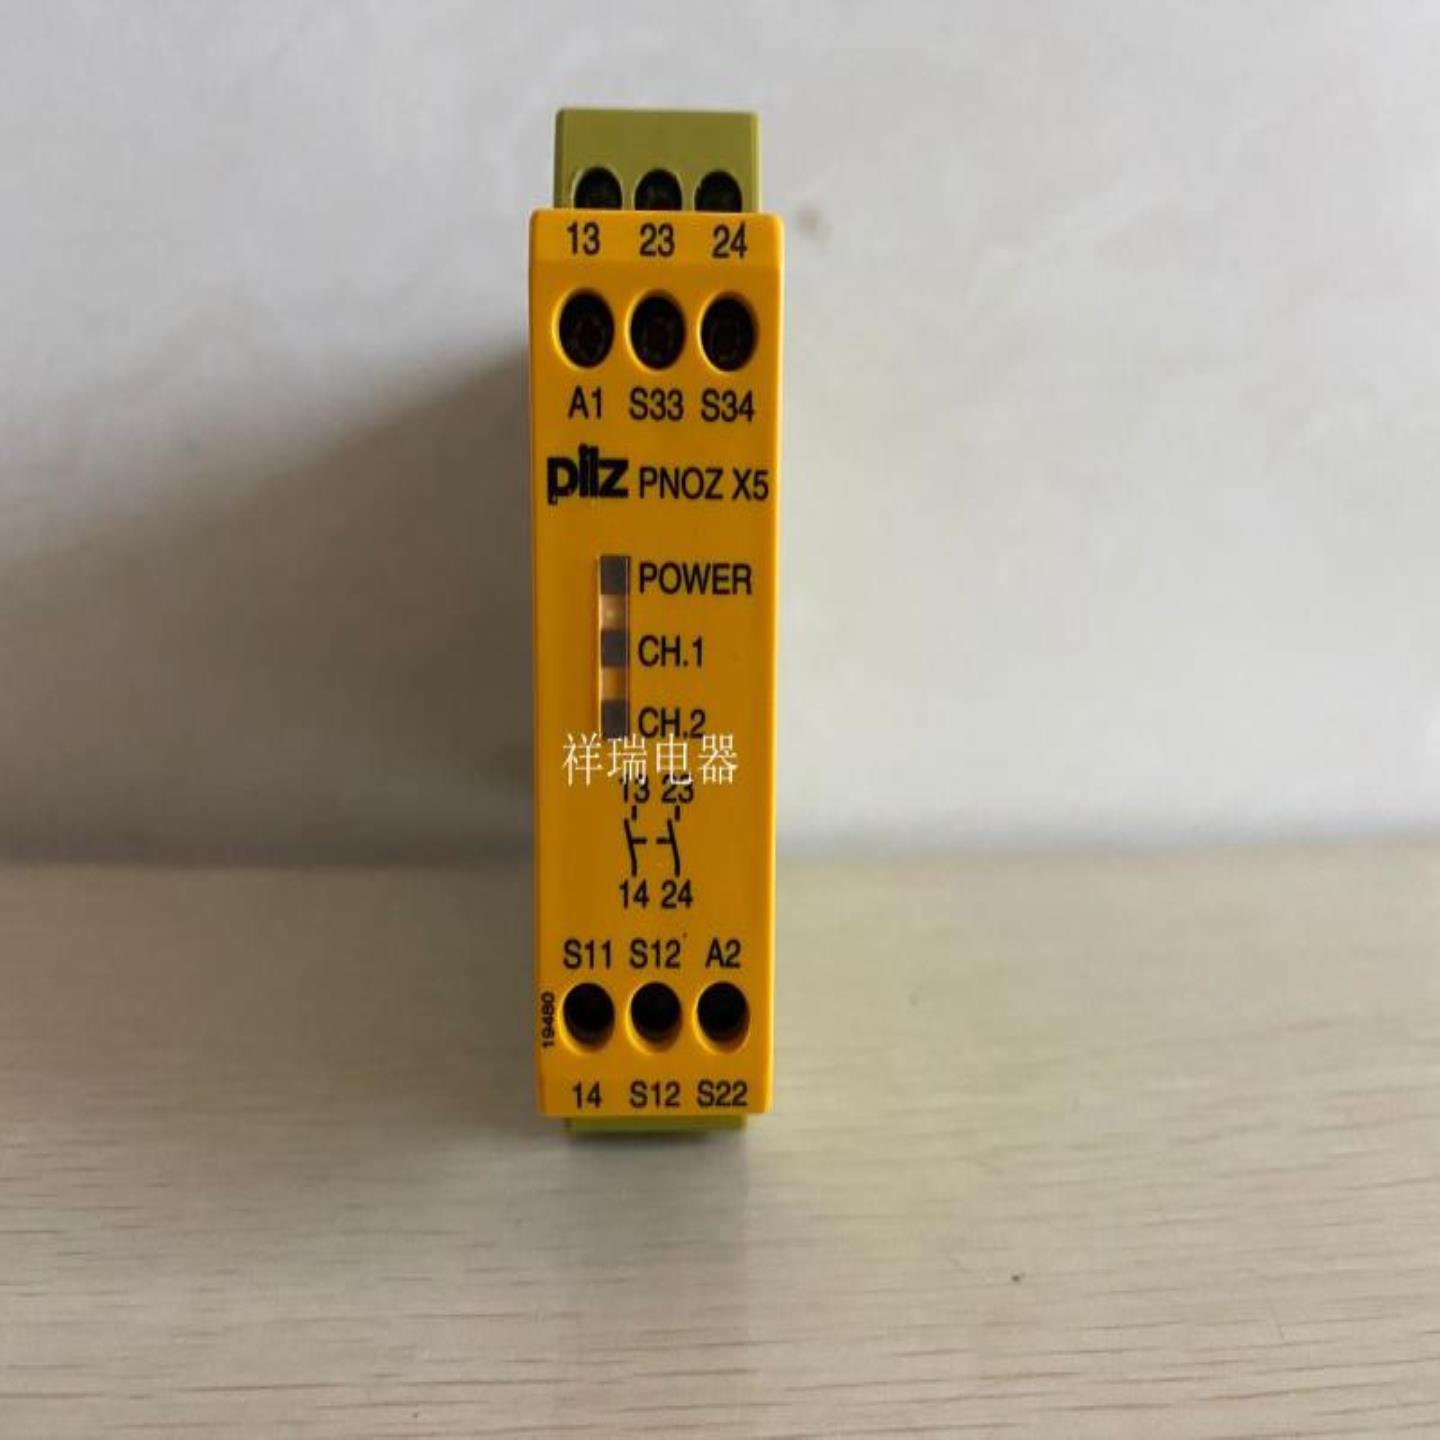 13 23 24
A1 S33 S34
pilz PNOZ X5
POWER
CH.1
CH.2
祥瑞电器
13 23
14 24
S11 S12 A2
19480
14 S12 S22